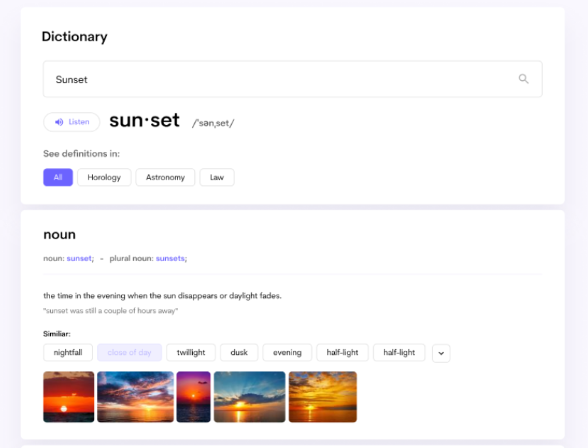 Dictionary
Sunset
Listen sun·set /ˈsənˌset/
See definitions in:
All Horology Astronomy Law
noun
noun: sunset; - plural noun: sunsets;
the time in the evening when the sun disappears or daylight fades.
"sunset was still a couple of hours away"
Similiar:
nightfall close of day twillight dusk evening half-light half-light